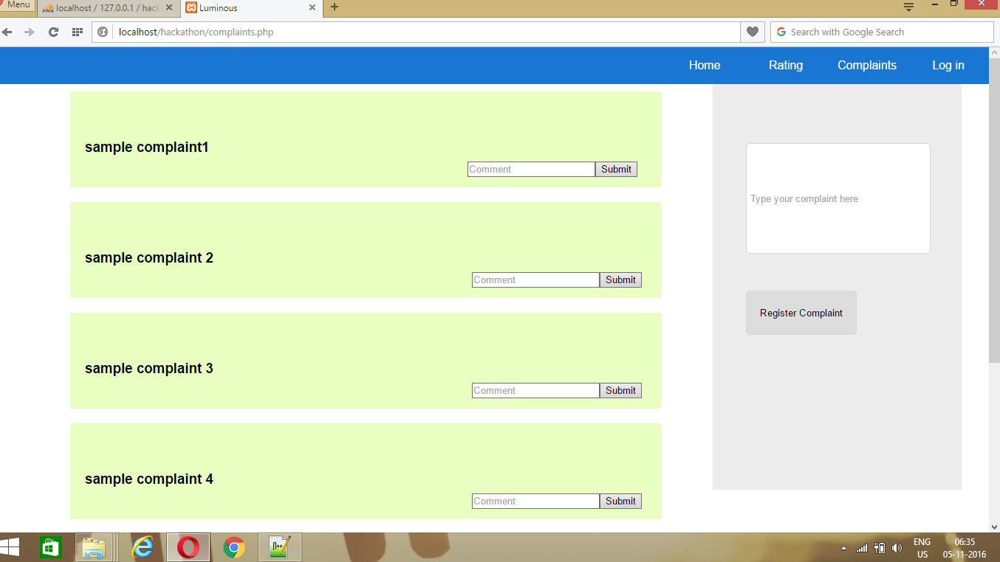 Menu
localhost / 127.0.0.1 / hack
Luminous
localhost/hackathon/complaints.php
Search with Google Search
Home Rating Complaints Log in
sample complaint1
Comment Submit
sample complaint 2
Comment Submit
sample complaint 3
Comment Submit
sample complaint 4
Comment Submit
Type your complaint here
Register Complaint
ENG 06:35
US 05-11-2016